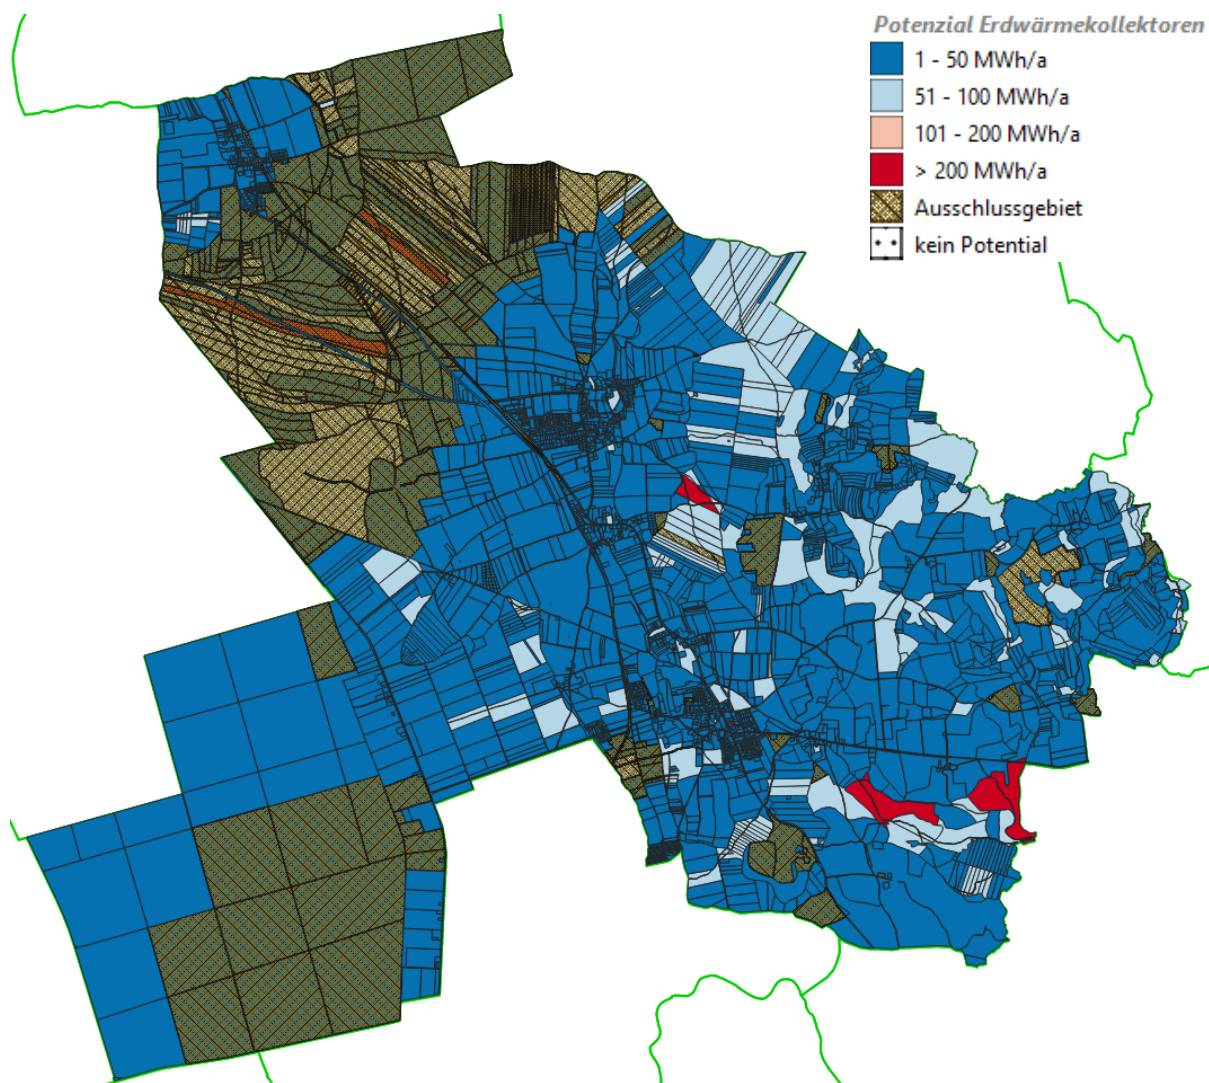 Potenzial Erdwärmekollektoren
1 - 50 MWh/a
51 - 100 MWh/a
101 - 200 MWh/a
> 200 MWh/a
Ausschlussgebiet
kein Potential